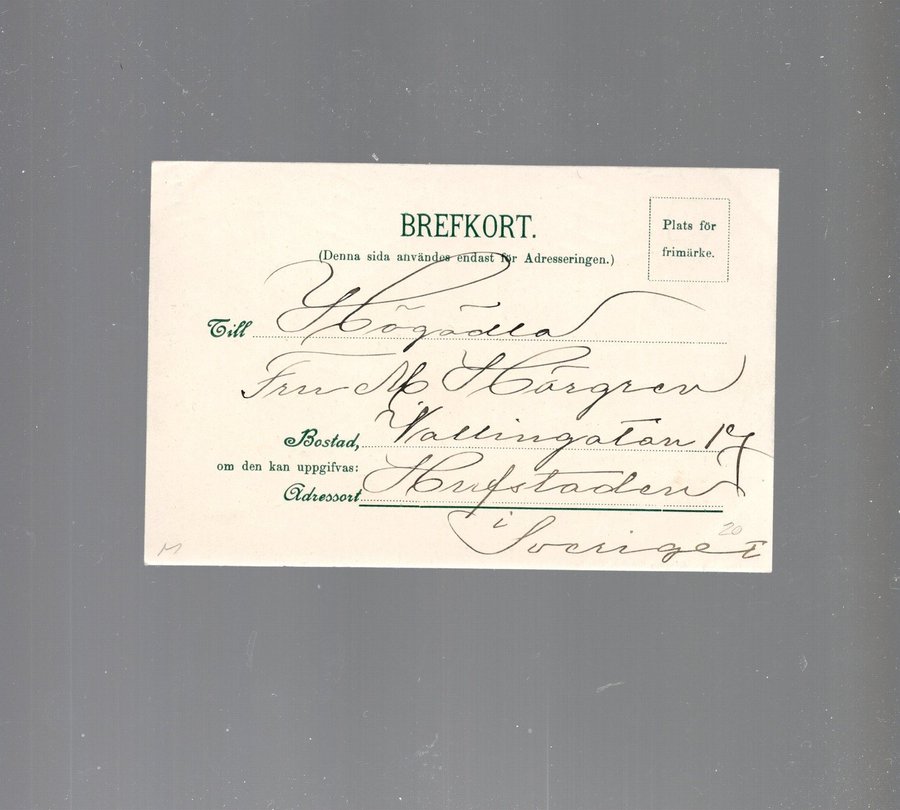 BREFKORT.
(Denna sida användes endast för Adresseringen.)
Plats för
frimärke.
Till Högädla
Fru M. Hörgren
Bostad, Wallingatan 17
om den kan uppgifvas:
Adressort Hufstaden
i Sverige
20
M